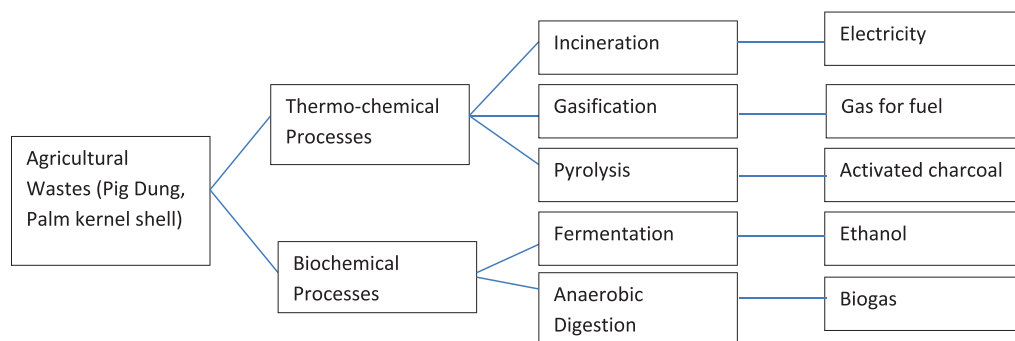 Agricultural
Wastes (Pig Dung,
Palm kernel shell)
Thermo-chemical
Processes
Biochemical
Processes
Incineration
Gasification
Pyrolysis
Fermentation
Anaerobic
Digestion
Electricity
Gas for fuel
Activated charcoal
Ethanol
Biogas